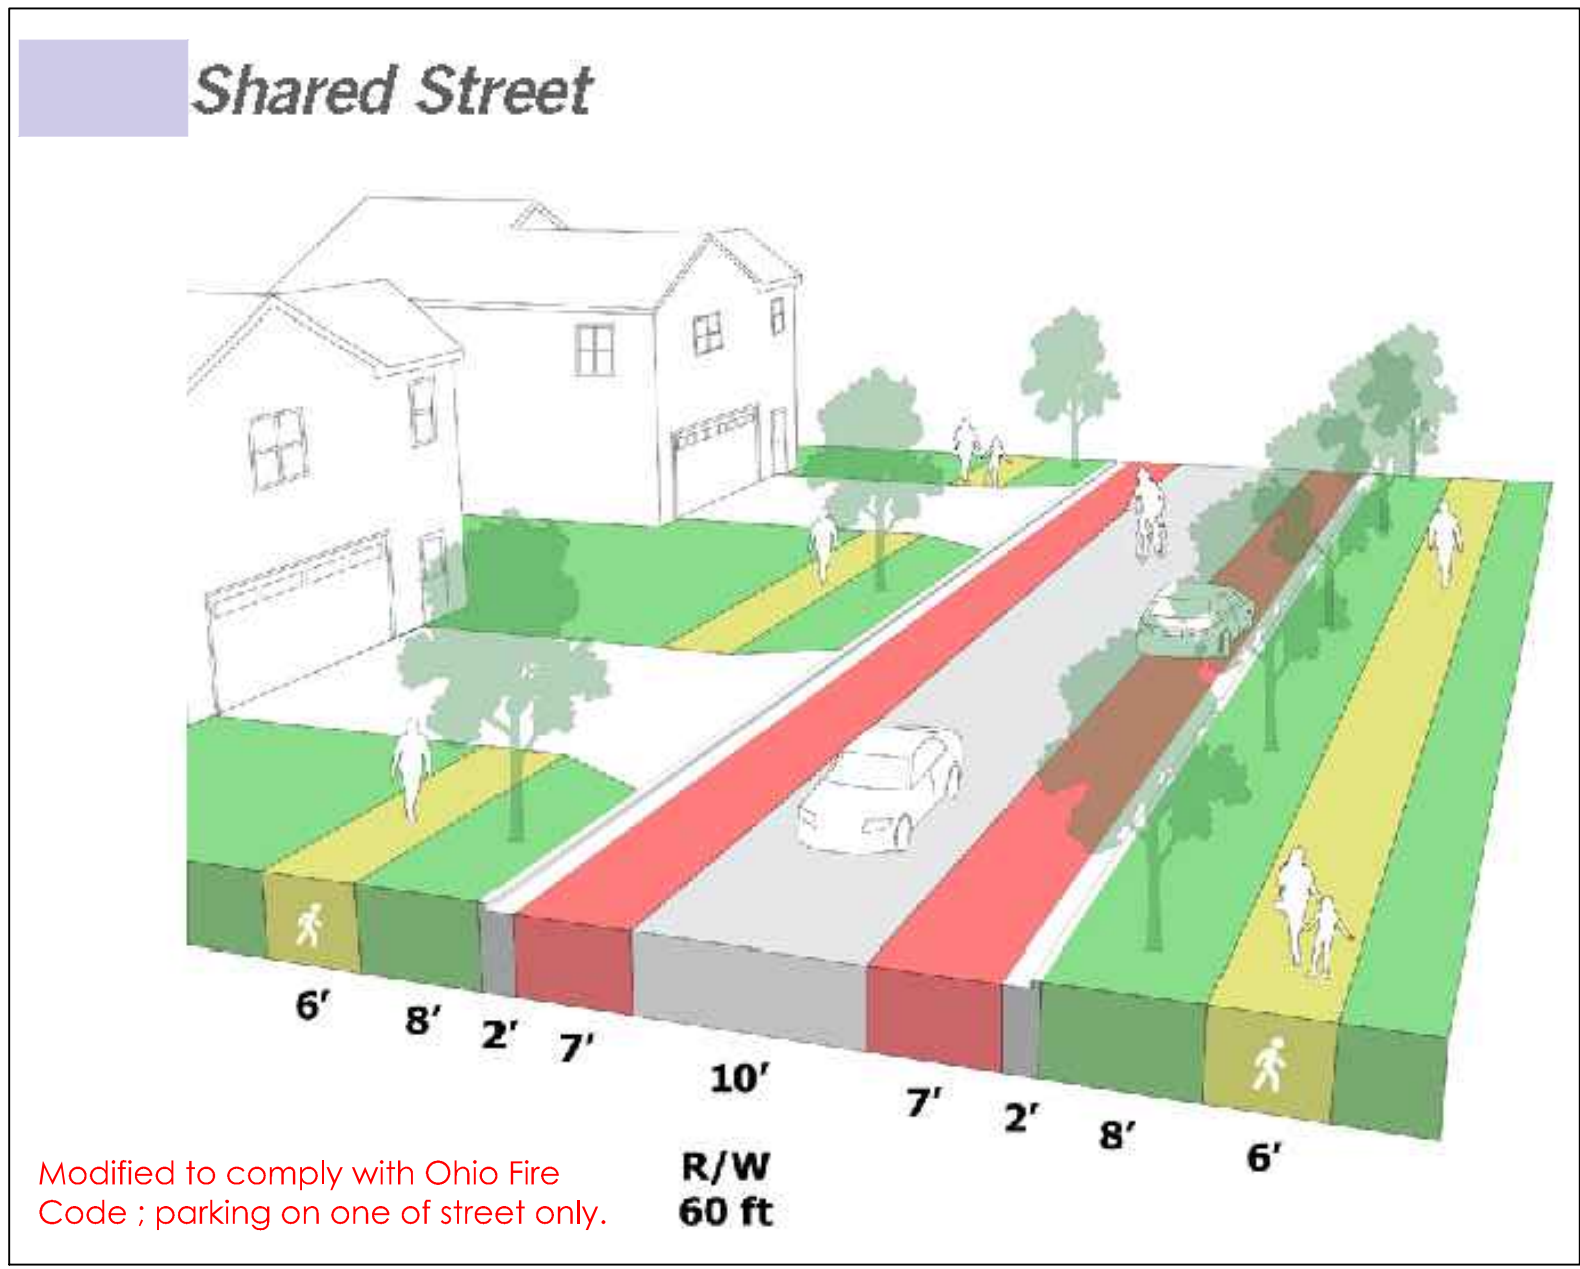 Shared Street
6′
8′
2′
7′
10′
7′
2′
8′
6′
R/W
60 ft
Modified to comply with Ohio Fire
Code ; parking on one of street only.